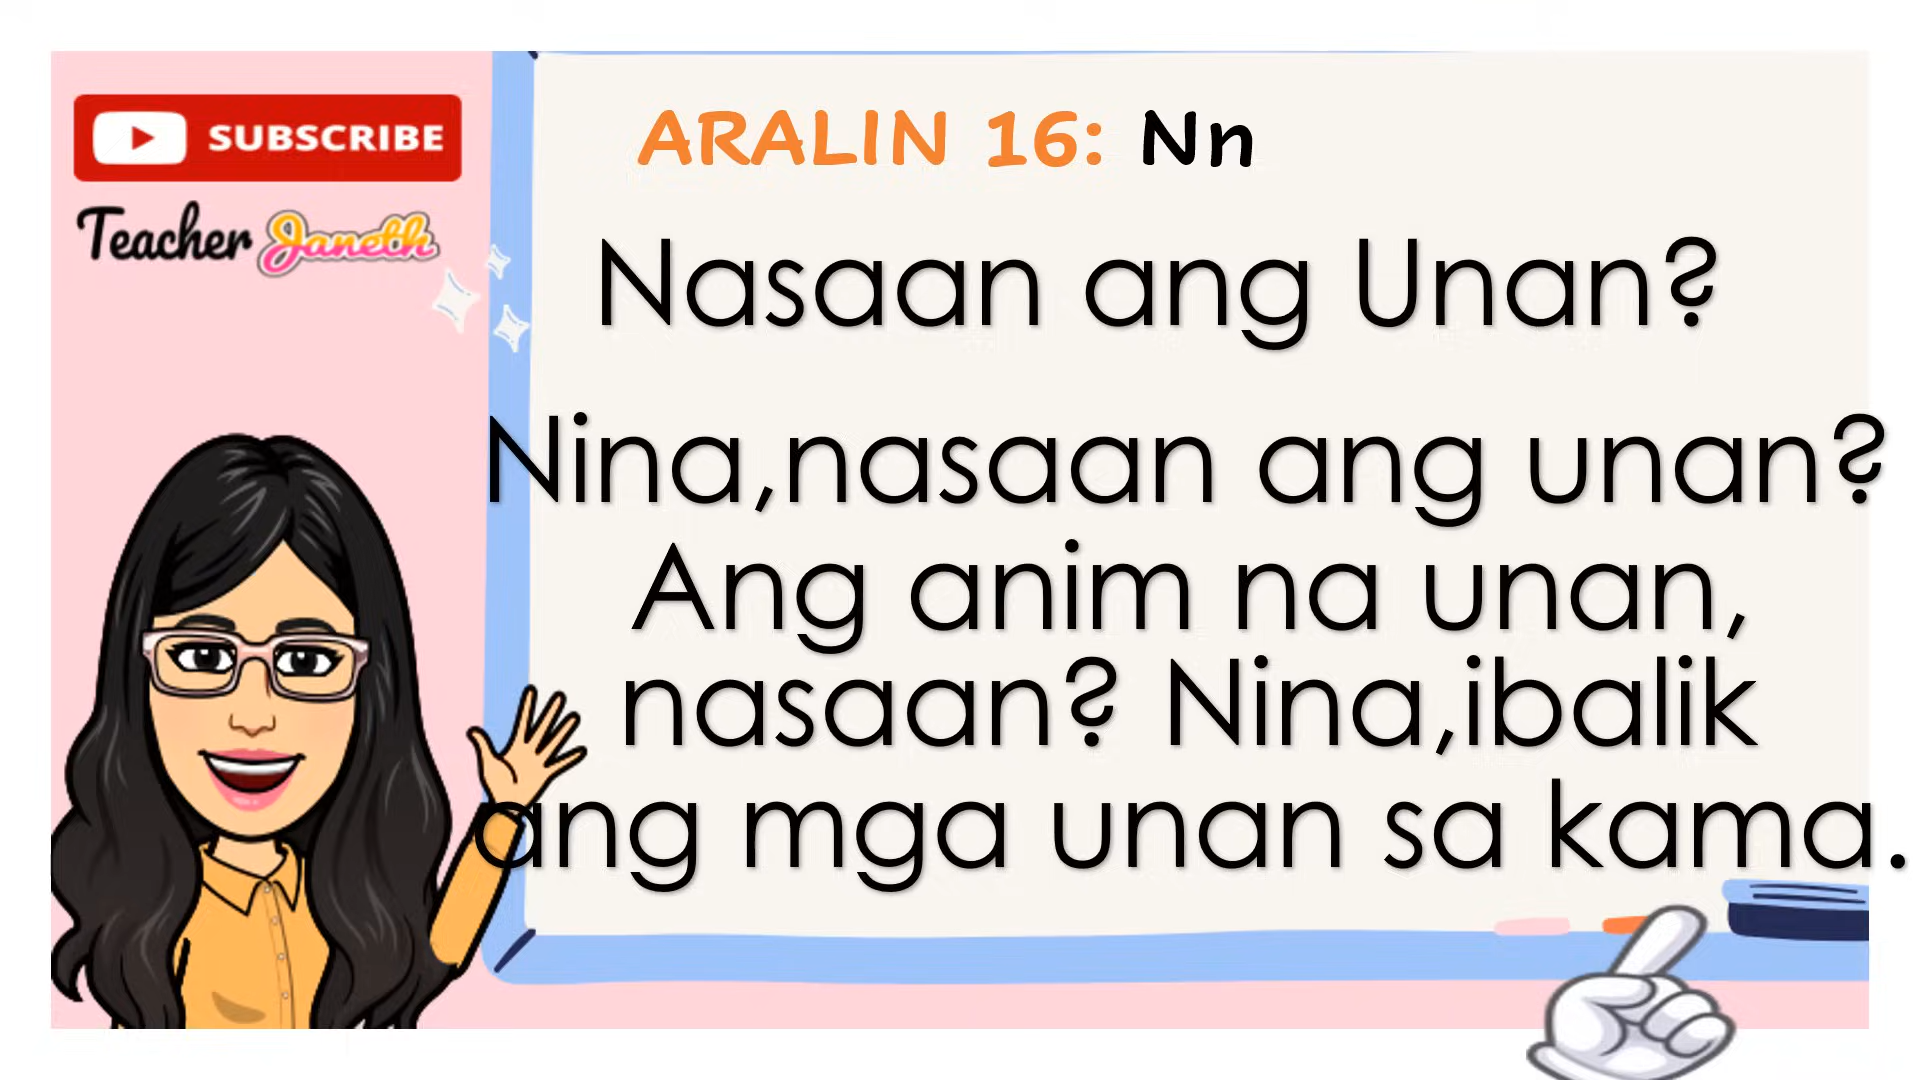 SUBSCRIBE
Teacher Janeth
ARALIN 16: Nn
Nasaan ang Unan?
Nina,nasaan ang unan?
Ang anim na unan,
nasaan? Nina,ibalik
ang mga unan sa kama.